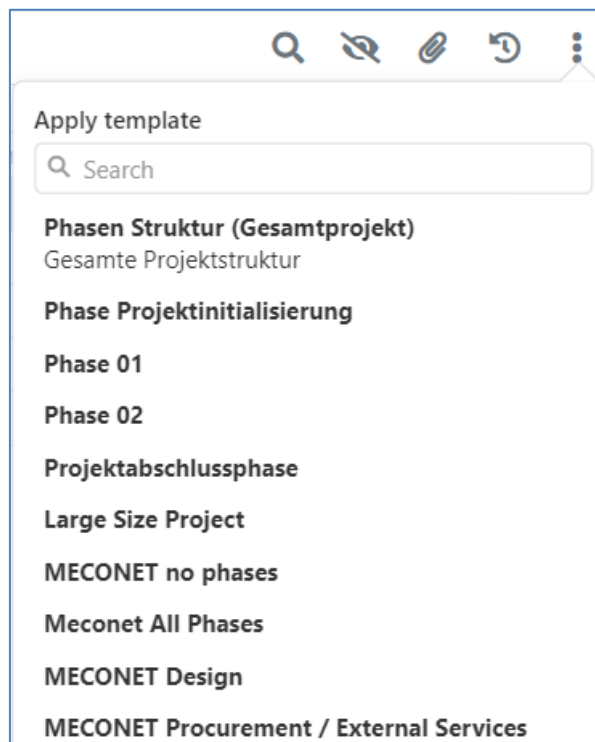 Apply template
Search
Phasen Struktur (Gesamtprojekt)
Gesamte Projektstruktur
Phase Projektinitialisierung
Phase 01
Phase 02
Projektabschlussphase
Large Size Project
MECONET no phases
Meconet All Phases
MECONET Design
MECONET Procurement / External Services